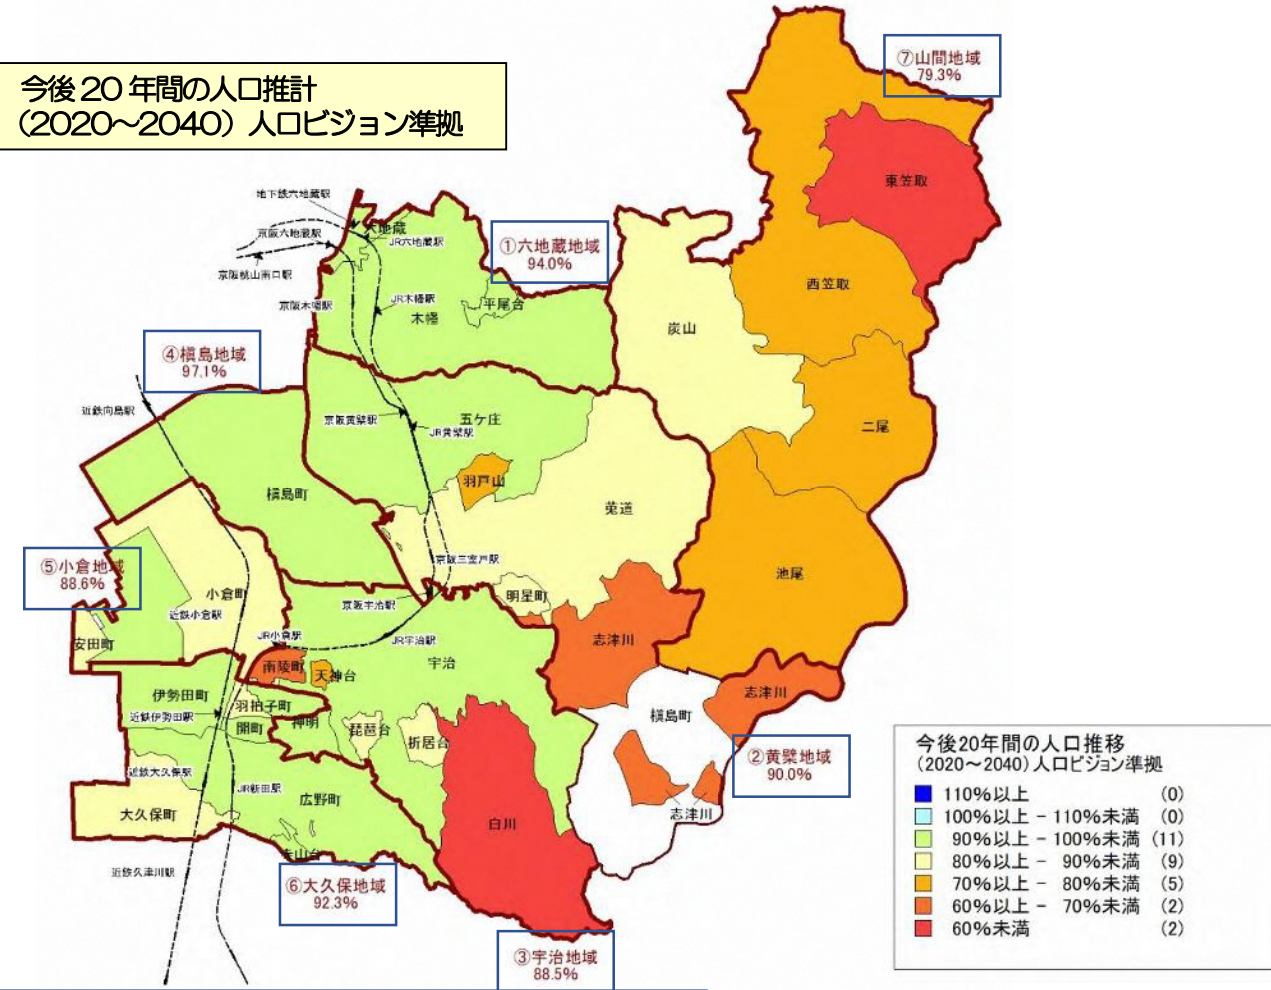 今後20年間の人口推計
（2020～2040）人口ビジョン準拠
⑦山間地域
79.3%
東笠取
地下鉄六地蔵駅
六地蔵
京阪六地蔵駅
JR六地蔵駅
①六地蔵地域
94.0%
京阪桃山南口駅
西笠取
JR木幡駅
京阪木幡駅
平尾台
木幡
炭山
④槇島地域
97.1%
近鉄向島駅
京阪黄檗駅
五ケ庄
JR黄檗駅
二尾
羽戸山
槇島町
菟道
京阪三室戸駅
⑤小倉地域
88.6%
池尾
小倉町
明星町
京阪宇治駅
近鉄小倉駅
JR小倉駅
JR宇治駅
志津川
安田町
宇治
南陵町
天神台
伊勢田町
志津川
羽拍子町
近鉄伊勢田駅
開町
神明
琵琶台
槇島町
折居台
②黄檗地域
90.0%
近鉄大久保駅
JR新田駅
広野町
大久保町
白川
志津川
寺山台
近鉄久津川駅
⑥大久保地域
92.3%
③宇治地域
88.5%
今後20年間の人口推移
（2020～2040）人口ビジョン準拠
110%以上 (0)
100%以上 - 110%未満 (0)
90%以上 - 100%未満 (11)
80%以上 - 90%未満 (9)
70%以上 - 80%未満 (5)
60%以上 - 70%未満 (2)
60%未満 (2)